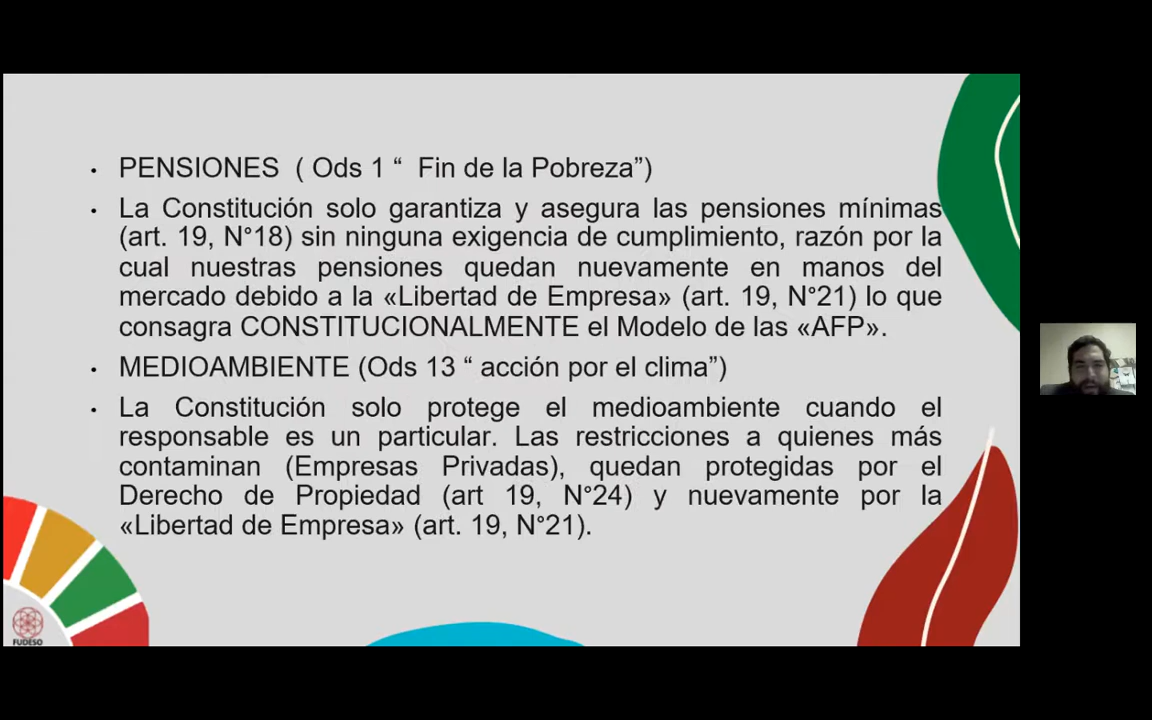 PENSIONES ( Ods 1 “ Fin de la Pobreza”)
La Constitución solo garantiza y asegura las pensiones mínimas
(art. 19, N°18) sin ninguna exigencia de cumplimiento, razón por la
cual nuestras pensiones quedan nuevamente en manos del
mercado debido a la «Libertad de Empresa» (art. 19, N°21) lo que
consagra CONSTITUCIONALMENTE el Modelo de las «AFP».
MEDIOAMBIENTE (Ods 13 “ acción por el clima”)
La Constitución solo protege el medioambiente cuando el
responsable es un particular. Las restricciones a quienes más
contaminan (Empresas Privadas), quedan protegidas por el
Derecho de Propiedad (art 19, N°24) y nuevamente por la
«Libertad de Empresa» (art. 19, N°21).
FUDESO